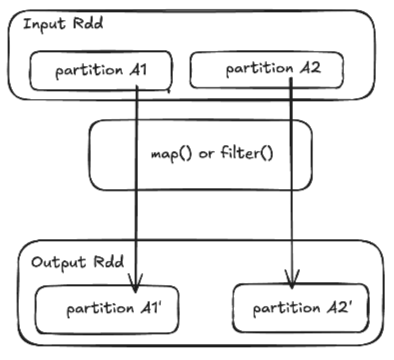 Input Rdd
partition A1
partition A2
map() or filter()
Output Rdd
partition A1'
partition A2'